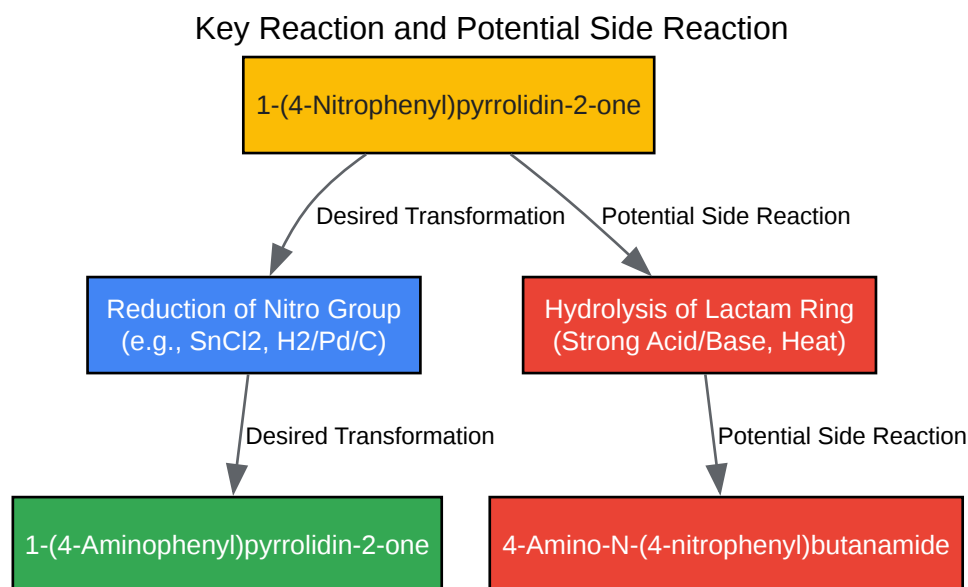 Key Reaction and Potential Side Reaction
1-(4-Nitrophenyl)pyrrolidin-2-one
Desired Transformation
Potential Side Reaction
Reduction of Nitro Group
(e.g., SnCl2, H2/Pd/C)
Hydrolysis of Lactam Ring
(Strong Acid/Base, Heat)
Desired Transformation
Potential Side Reaction
1-(4-Aminophenyl)pyrrolidin-2-one
4-Amino-N-(4-nitrophenyl)butanamide